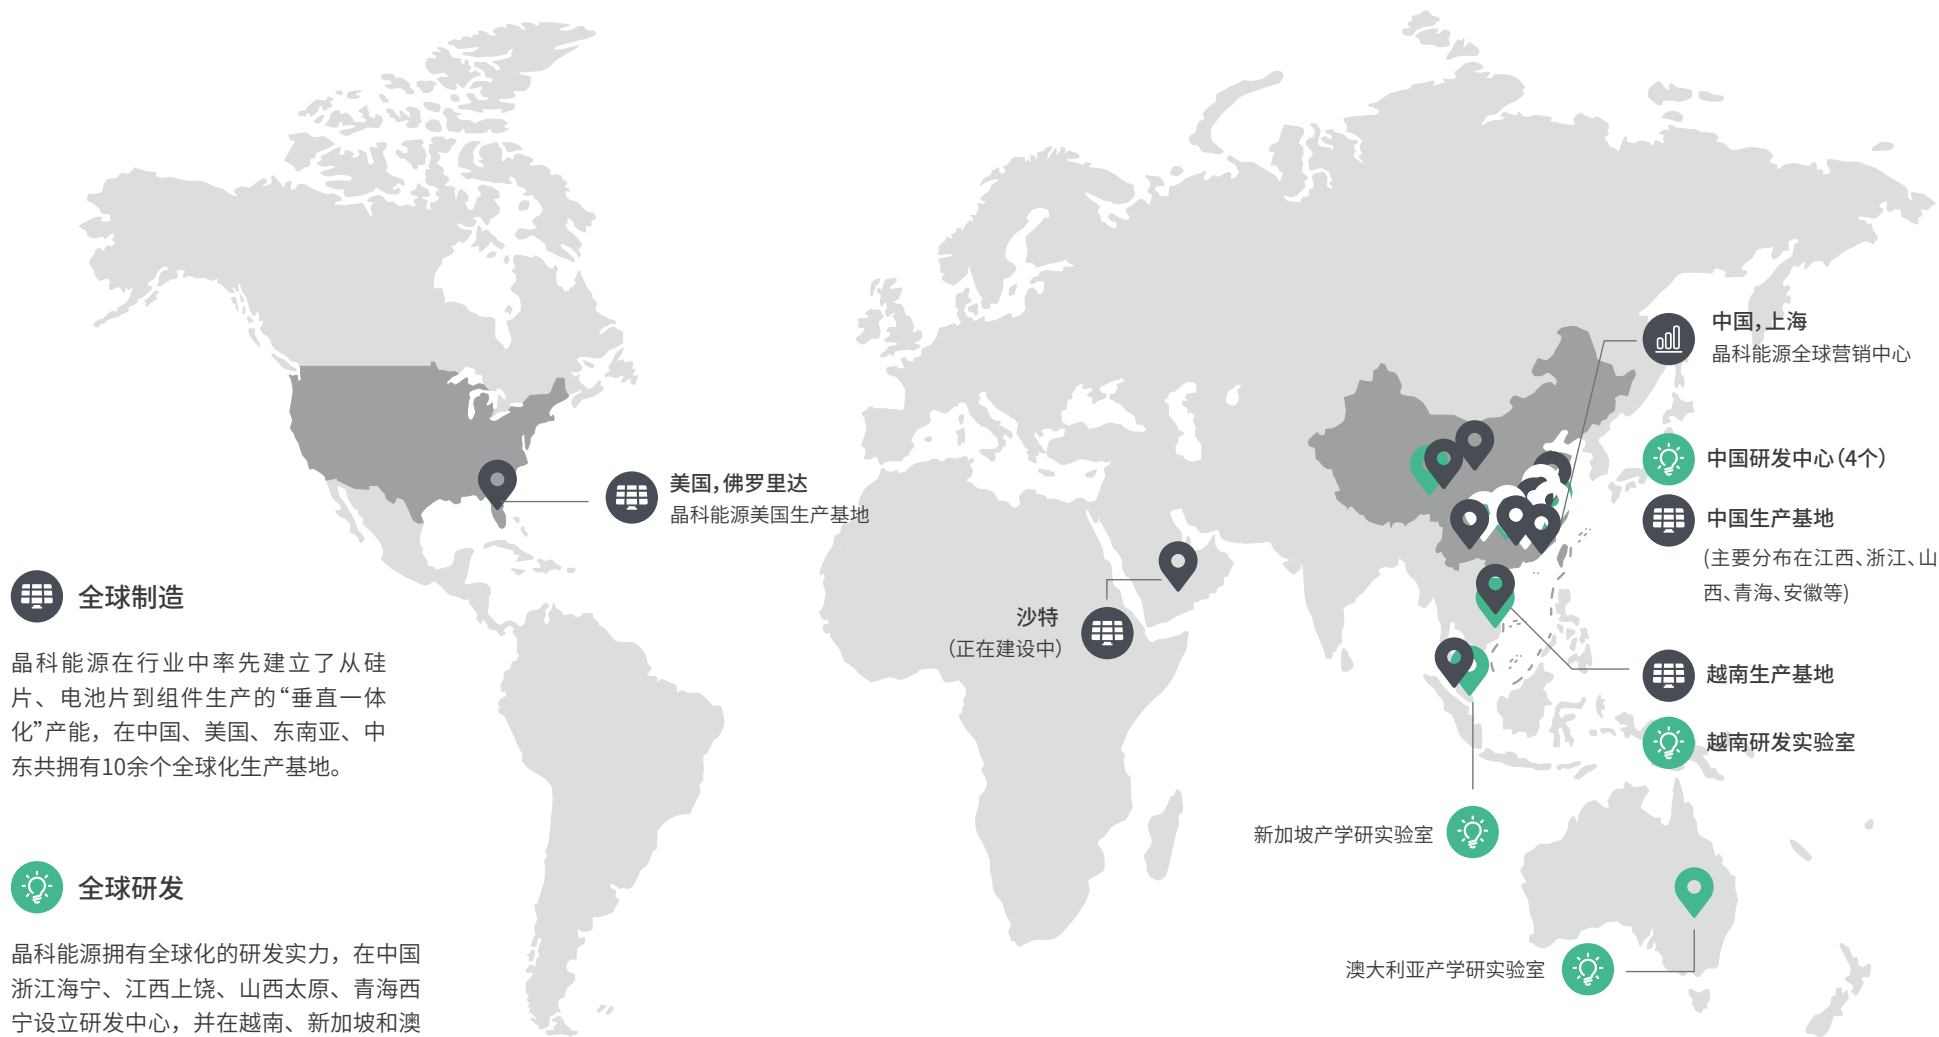 中国，上海
晶科能源全球营销中心
中国研发中心（4个）
中国生产基地
(主要分布在江西、浙江、山
西、青海、安徽等)
美国，佛罗里达
晶科能源美国生产基地
沙特
（正在建设中）
越南生产基地
越南研发实验室
新加坡产学研实验室
澳大利亚产学研实验室
全球制造
晶科能源在行业中率先建立了从硅
片、电池片到组件生产的“垂直一体
化”产能，在中国、美国、东南亚、中
东共拥有10余个全球化生产基地。
全球研发
晶科能源拥有全球化的研发实力，在中国
浙江海宁、江西上饶、山西太原、青海西
宁设立研发中心，并在越南、新加坡和澳